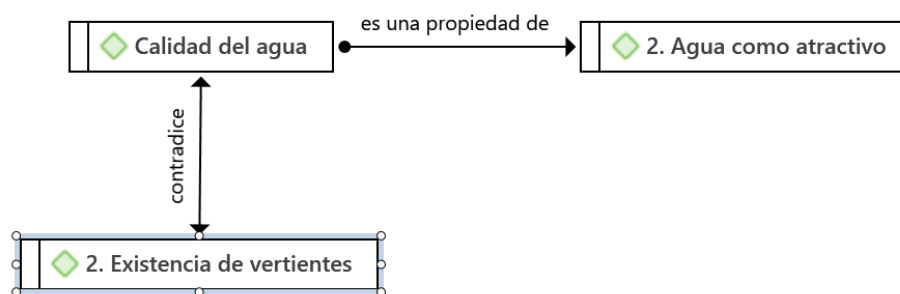 es una propiedad de
Calidad del agua
2. Agua como atractivo
contradice
2. Existencia de vertientes